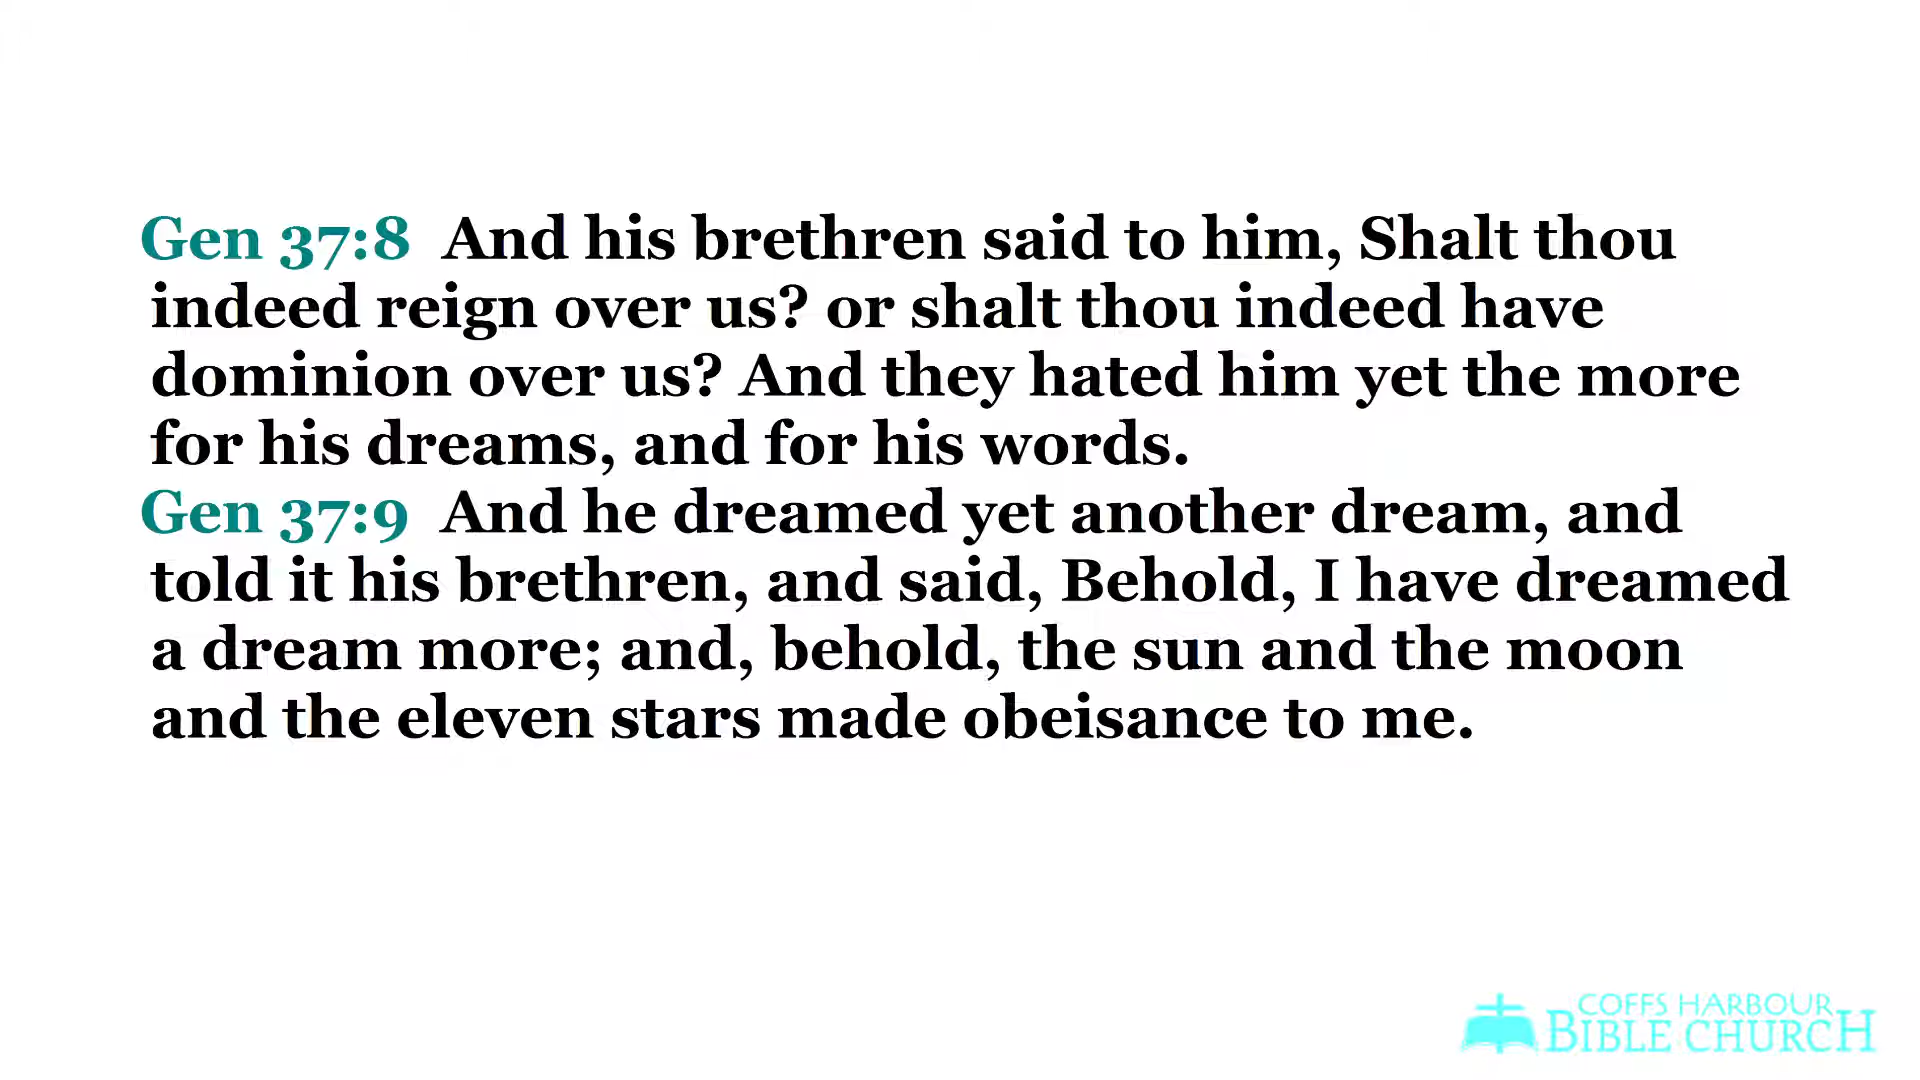 Gen 37:8 And his brethren said to him, Shalt thou
indeed reign over us? or shalt thou indeed have
dominion over us? And they hated him yet the more
for his dreams, and for his words.
Gen 37:9 And he dreamed yet another dream, and
told it his brethren, and said, Behold, I have dreamed
a dream more; and, behold, the sun and the moon
and the eleven stars made obeisance to me.
COFFS HARBOUR
BIBLE CHURCH